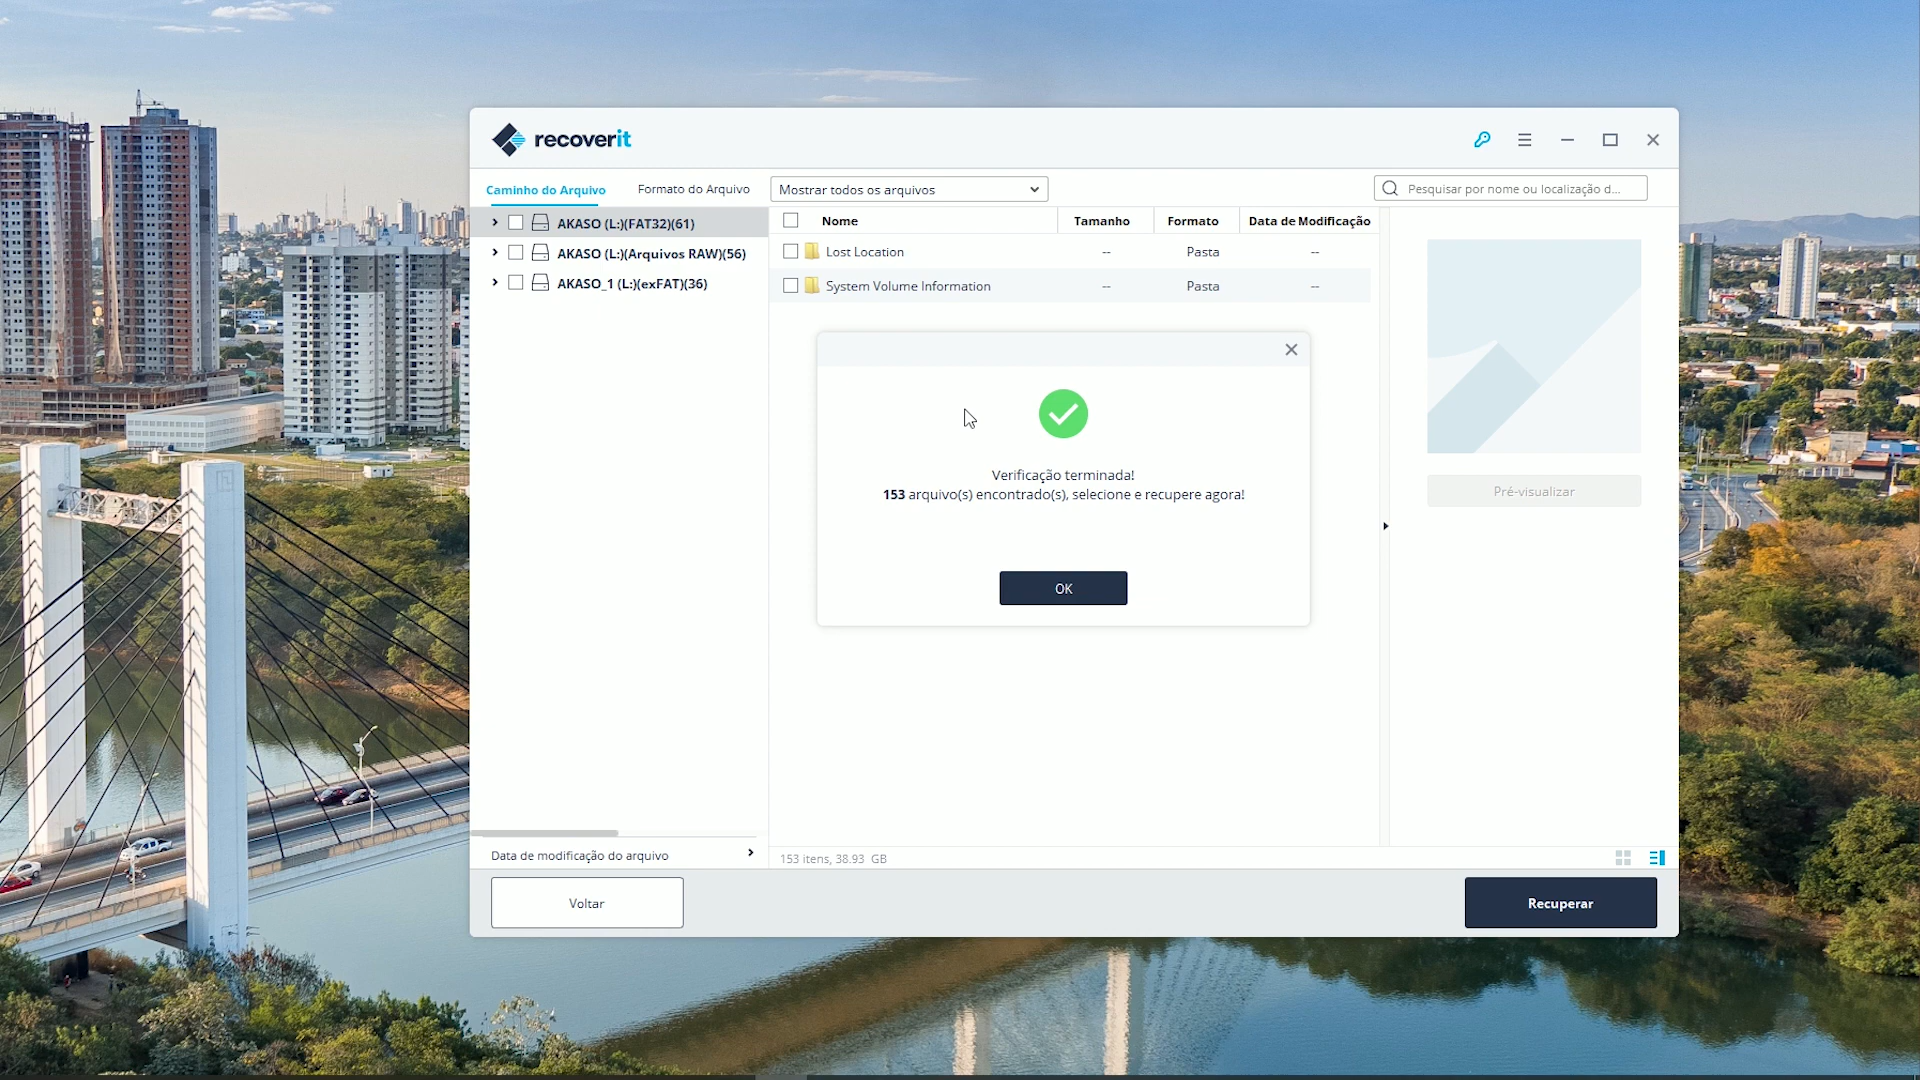 recoverit
Caminho do Arquivo
Formato do Arquivo
Mostrar todos os arquivos
Pesquisar por nome ou localização d...
AKASO (L:)(FAT32)(61)
AKASO (L:)(Arquivos RAW)(56)
AKASO_1 (L:)(exFAT)(36)
Nome Tamanho Formato Data de Modificação
Lost Location -- Pasta --
System Volume Information -- Pasta --
Verificação terminada!
153 arquivo(s) encontrado(s), selecione e recupere agora!
OK
Pré-visualizar
Data de modificação do arquivo
153 itens, 38.93 GB
Voltar
Recuperar